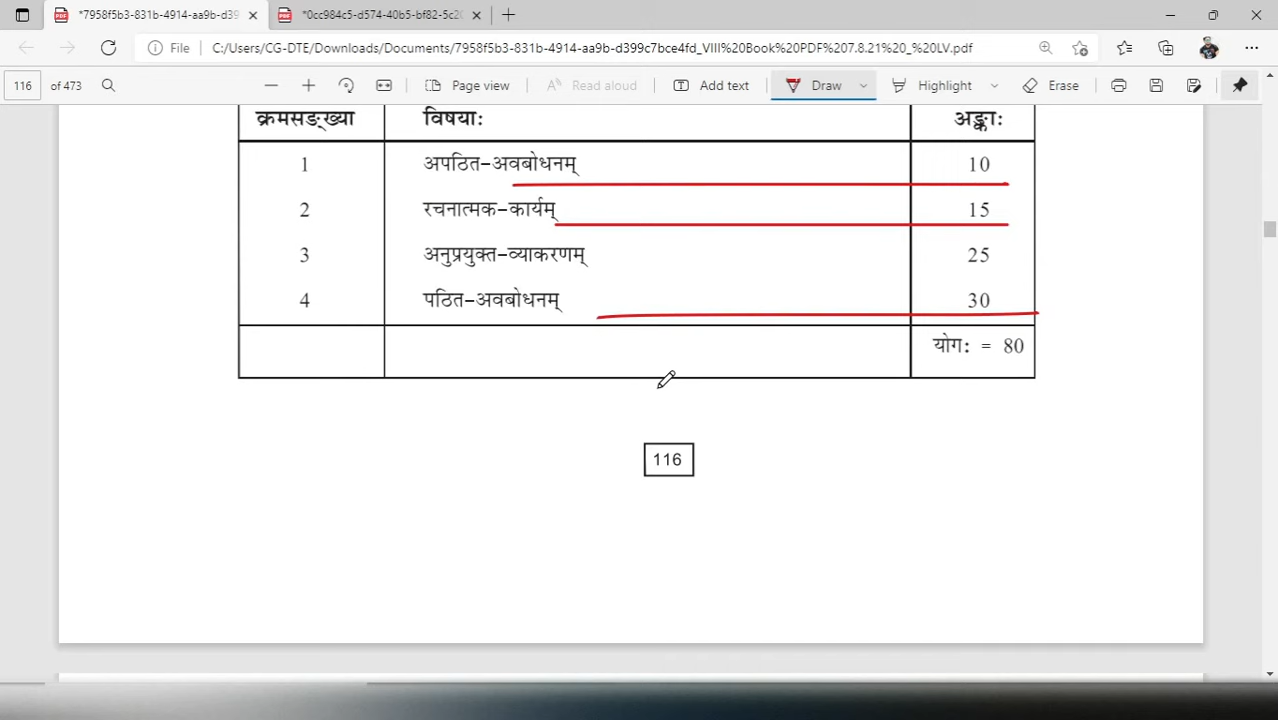 *7958f5b3-831b-4914-aa9b-d39
*0cc984c5-d574-40b5-bf82-5c20
File C:/Users/CG-DTE/Downloads/Documents/7958f5b3-831b-4914-aa9b-d399c7bce4fd_VIII%20Book%20PDF%207.8.21%20_%20LV.pdf
116 of 473 Page view Read aloud Add text Draw Highlight Erase
क्रमसङ्ख्या विषयाः अङ्काः
1 अपठित-अवबोधनम् 10
2 रचनात्मक-कार्यम् 15
3 अनुप्रयुक्त-व्याकरणम् 25
4 पठित-अवबोधनम् 30
योगः = 80
116